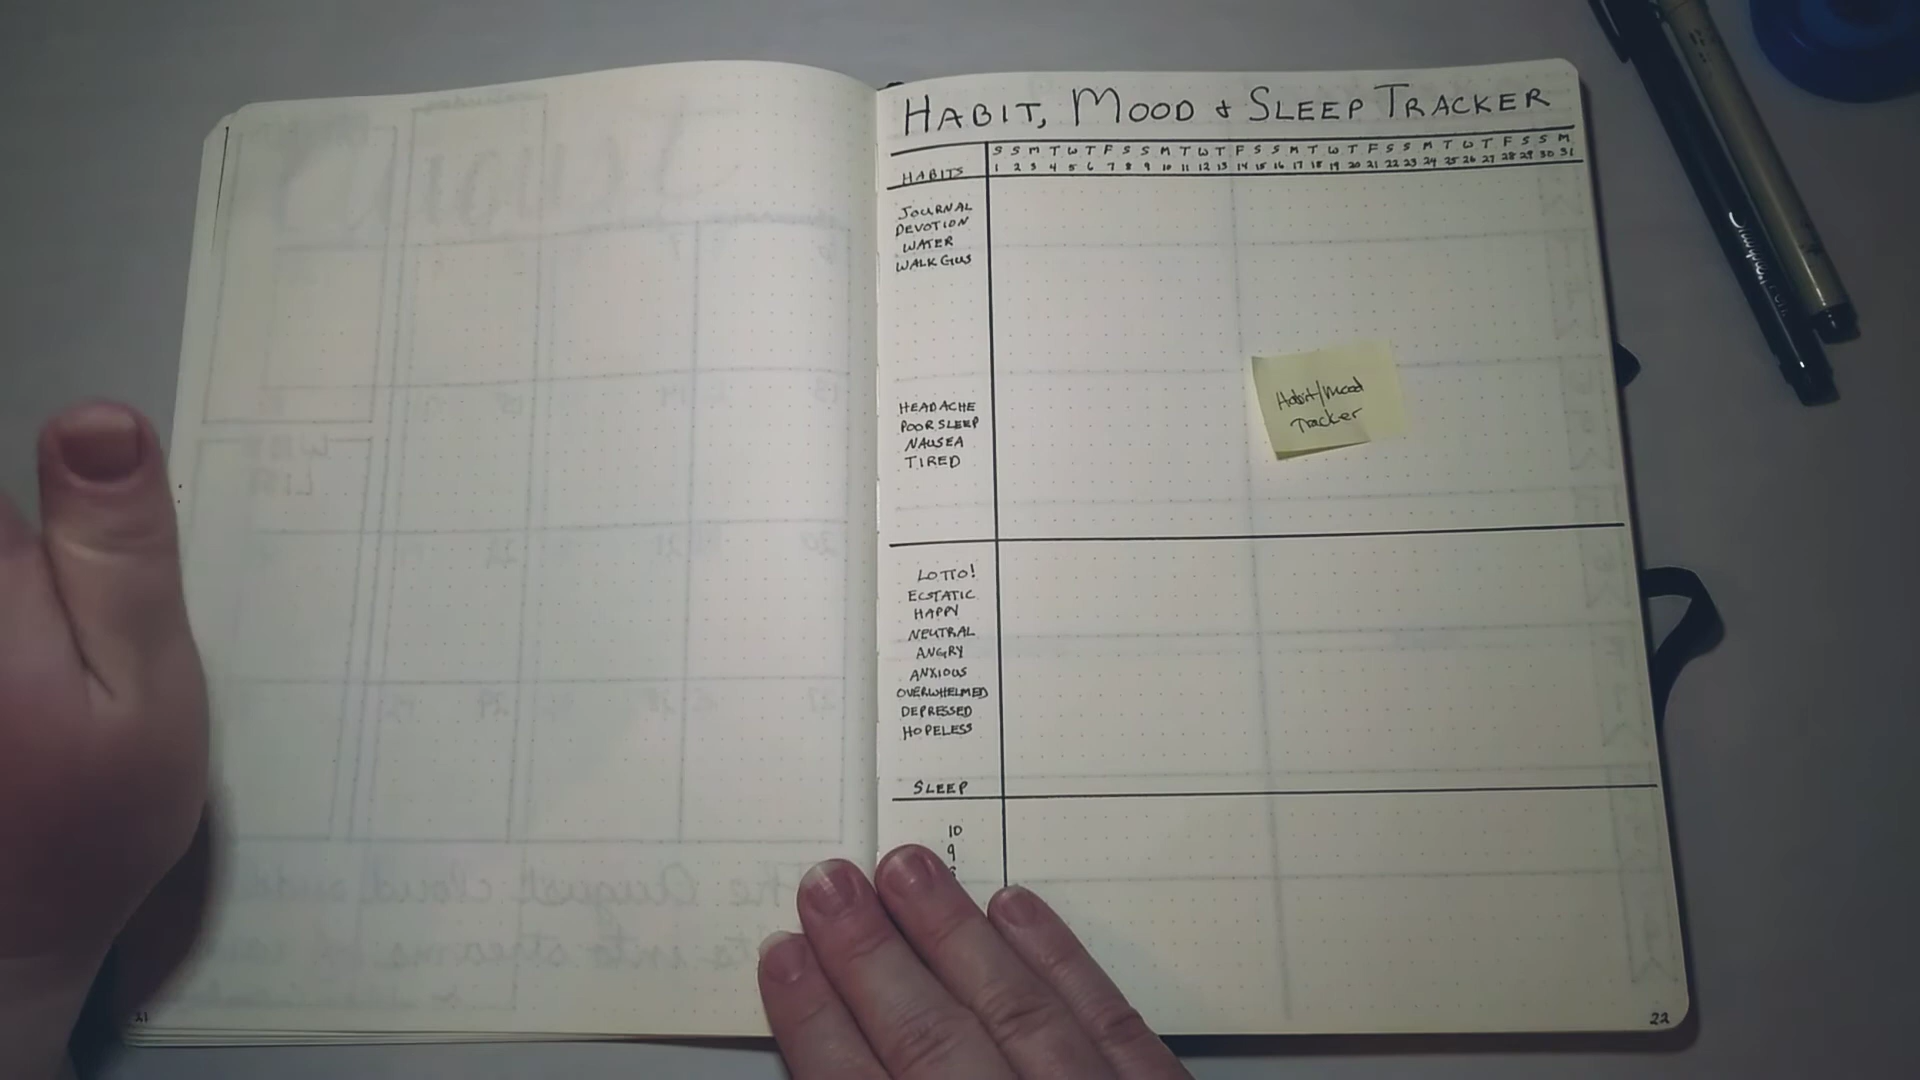 HABIT, MOOD & SLEEP TRACKER
S S M T W T F S S M T W T F S S M T W T F S S M T W T F S S M
1 2 3 4 5 6 7 8 9 10 11 12 13 14 15 16 17 18 19 20 21 22 23 24 25 26 27 28 29 30 31
HABITS
JOURNAL
DEVOTION
WATER
WALK GUS
HEADACHE
POOR SLEEP
NAUSEA
TIRED
Habit/Mood
Tracker
LOTTO!
ECSTATIC
HAPPY
NEUTRAL
ANGRY
ANXIOUS
OVERWHELMED
DEPRESSED
HOPELESS
SLEEP
10
9
21
22